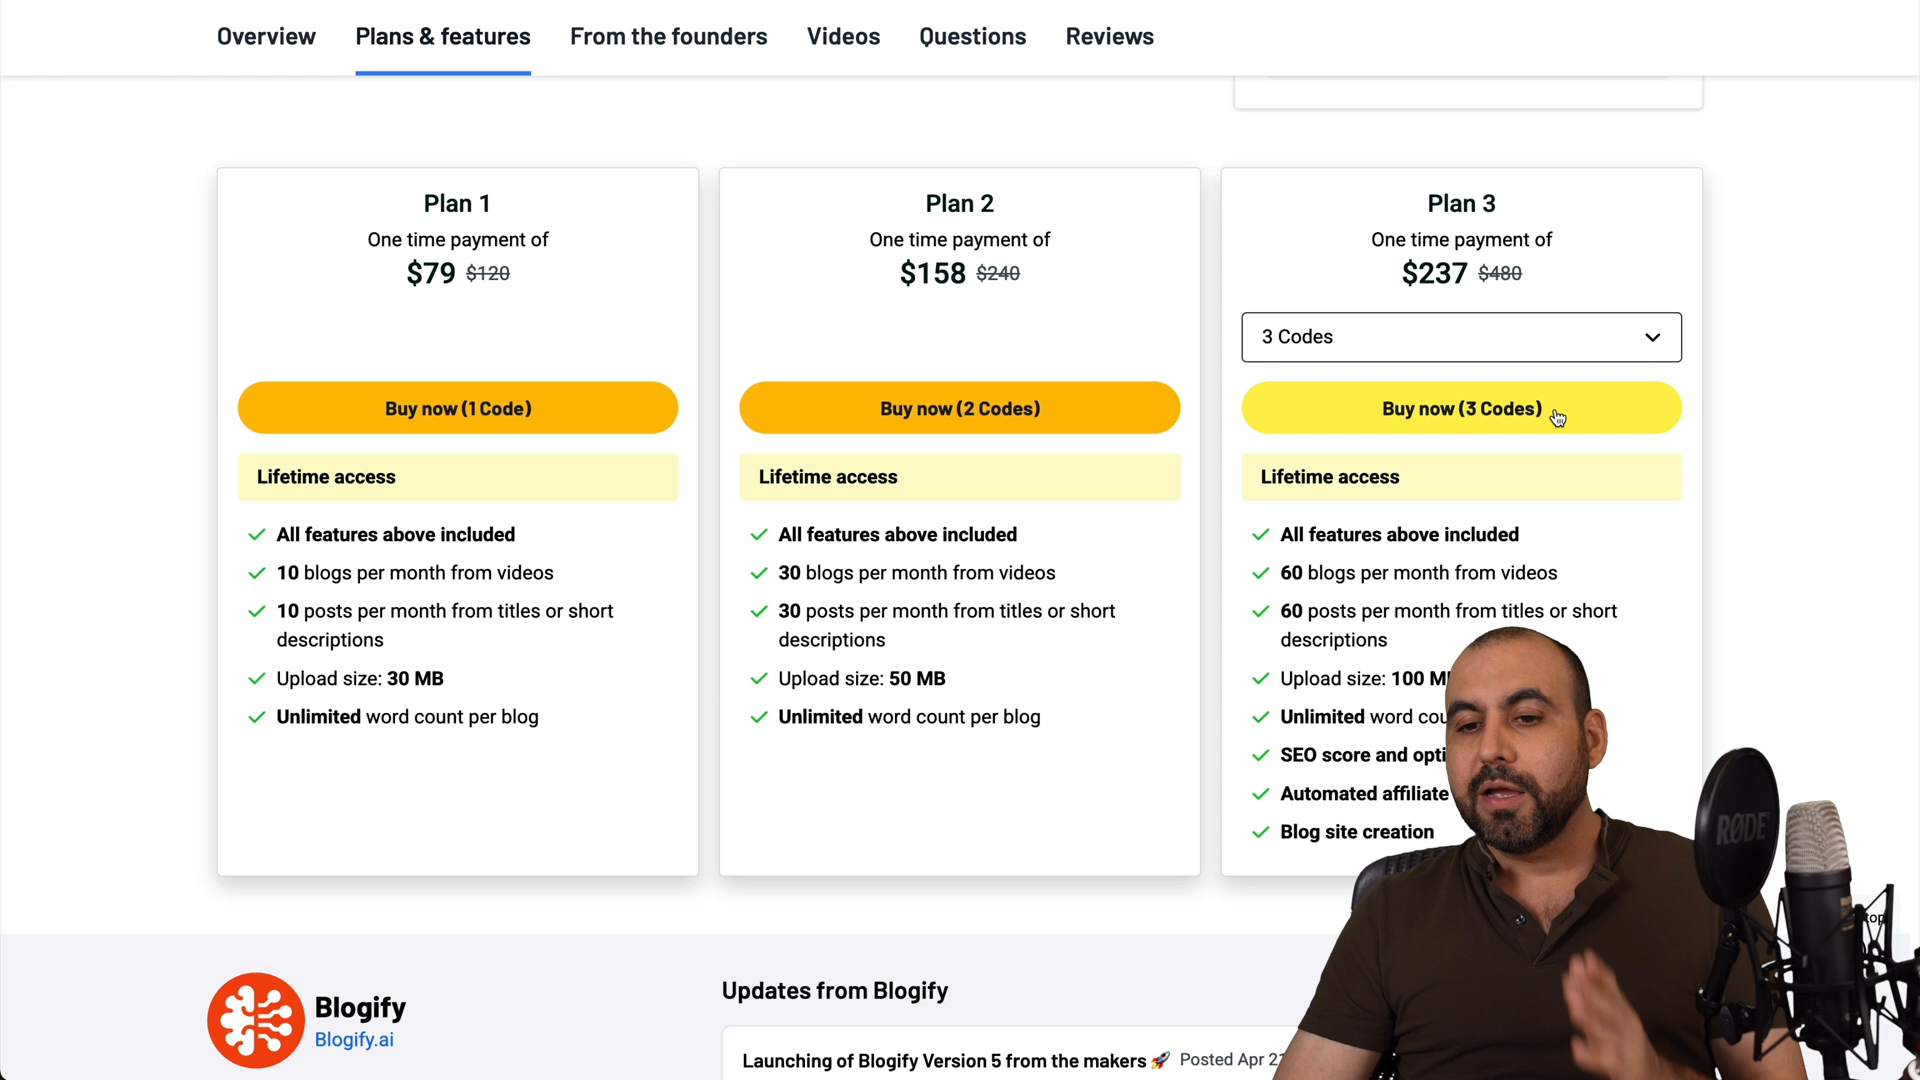 Overview Plans & features From the founders Videos Questions Reviews
Plan 1
One time payment of
$79 $120
Buy now (1 Code)
Lifetime access
All features above included
10 blogs per month from videos
10 posts per month from titles or short
descriptions
Upload size: 30 MB
Unlimited word count per blog
Plan 2
One time payment of
$158 $240
Buy now (2 Codes)
Lifetime access
All features above included
30 blogs per month from videos
30 posts per month from titles or short
descriptions
Upload size: 50 MB
Unlimited word count per blog
Plan 3
One time payment of
$237 $480
3 Codes
Buy now (3 Codes)
Lifetime access
All features above included
60 blogs per month from videos
60 posts per month from titles or short
descriptions
Upload size: 100
Unlimited word
SEO score and
Automated affiliate
Blog site creation
RØDE
Blogify
Blogify.ai
Updates from Blogify
Launching of Blogify Version 5 from the makers 🚀 Posted Apr